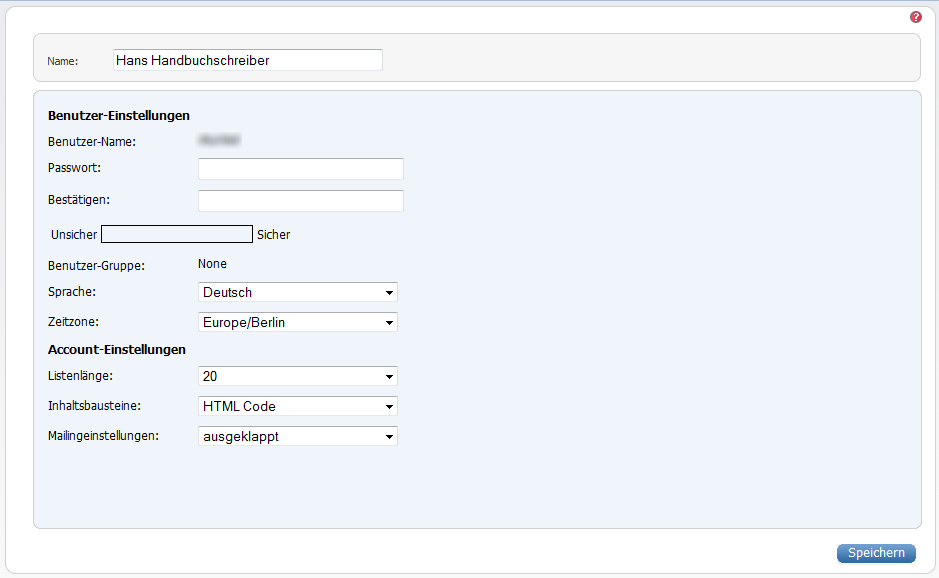 ?
Name: Hans Handbuchschreiber
Benutzer-Einstellungen
Benutzer-Name:
Passwort:
Bestätigen:
Unsicher Sicher
Benutzer-Gruppe: None
Sprache: Deutsch
Zeitzone: Europe/Berlin
Account-Einstellungen
Listenlänge: 20
Inhaltsbausteine: HTML Code
Mailingeinstellungen: ausgeklappt
Speichern